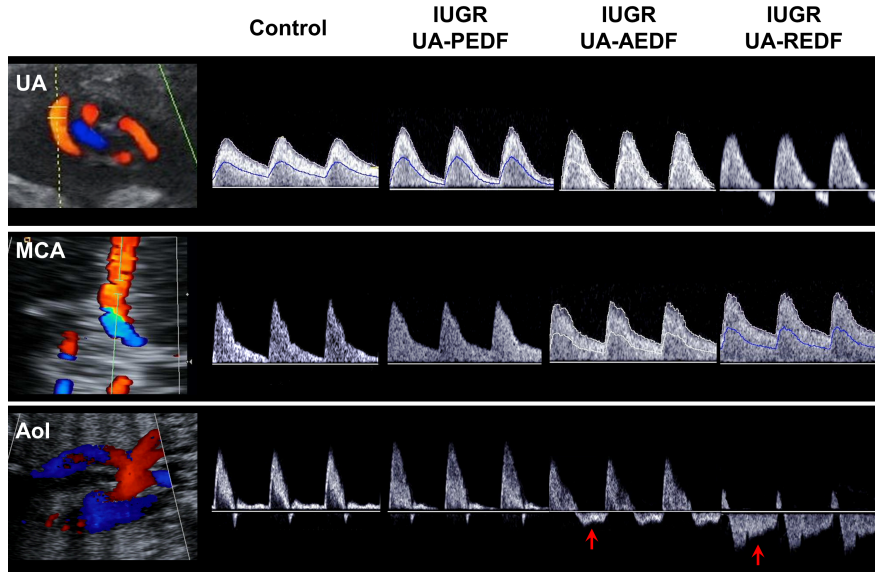 Control
IUGR
UA-PEDF
IUGR
UA-AEDF
IUGR
UA-REDF
UA
MCA
AoI